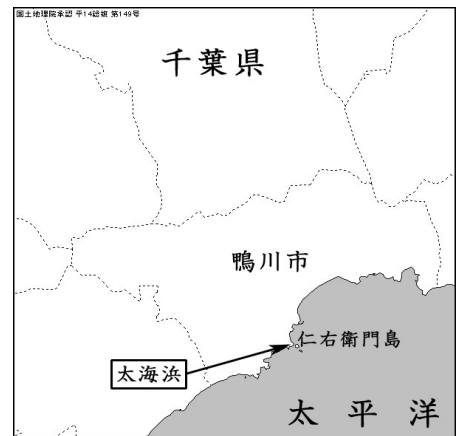 国土地理院承認 平14総複 第149号
千葉県
鴨川市
仁右衛門島
太海浜
太平洋